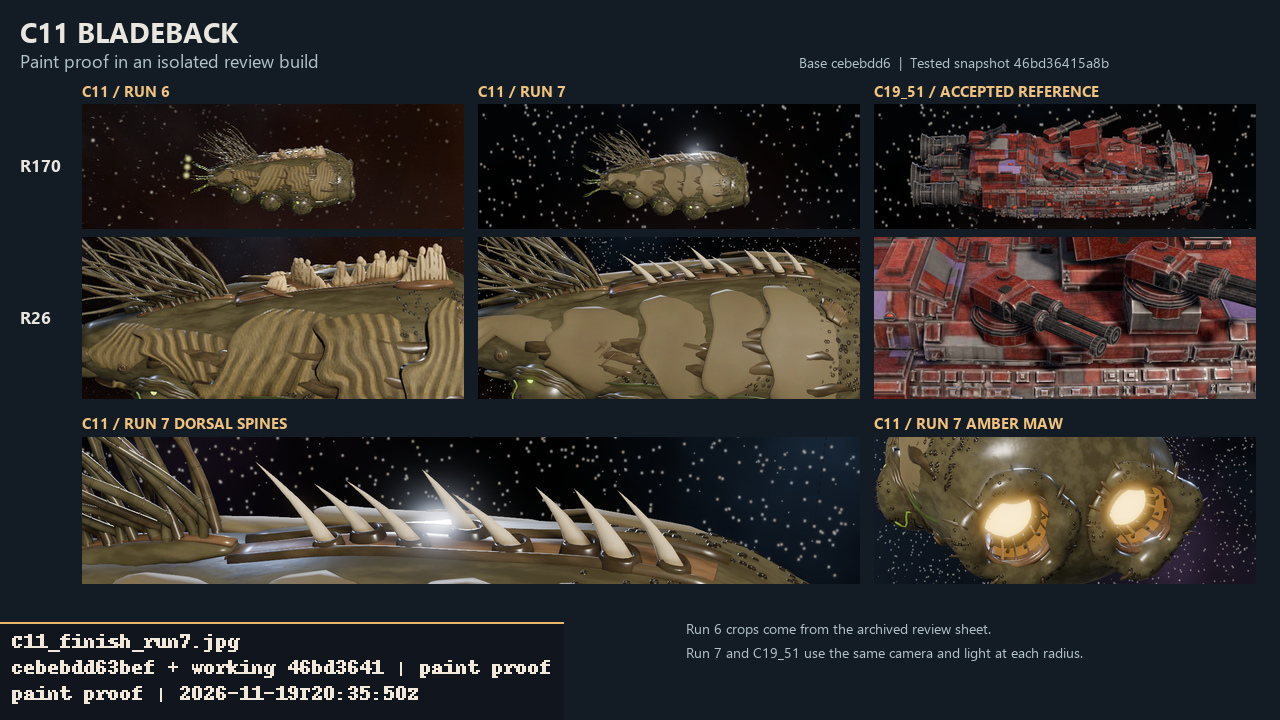 C11 BLADEBACK
Paint proof in an isolated review build
Base cebebdd6 | Tested snapshot 46bd36415a8b
C11 / RUN 6
C11 / RUN 7
C19_51 / ACCEPTED REFERENCE
R170
R26
C11 / RUN 7 DORSAL SPINES
C11 / RUN 7 AMBER MAW
Run 6 crops come from the archived review sheet.
Run 7 and C19_51 use the same camera and light at each radius.
C11_finish_run7.jpg
cebebdd63bef + working 46bd3641 | paint proof
paint proof | 2026-11-19T20:35:50Z